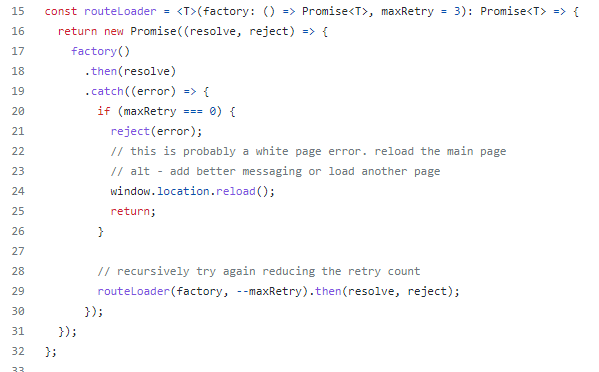 15 const routeLoader = <T>(factory: () => Promise<T>, maxRetry = 3): Promise<T> => {
16   return new Promise((resolve, reject) => {
17     factory()
18       .then(resolve)
19       .catch((error) => {
20         if (maxRetry === 0) {
21           reject(error);
22           // this is probably a white page error. reload the main page
23           // alt - add better messaging or load another page
24           window.location.reload();
25           return;
26         }
27
28         // recursively try again reducing the retry count
29         routeLoader(factory, --maxRetry).then(resolve, reject);
30       });
31   });
32 };
33